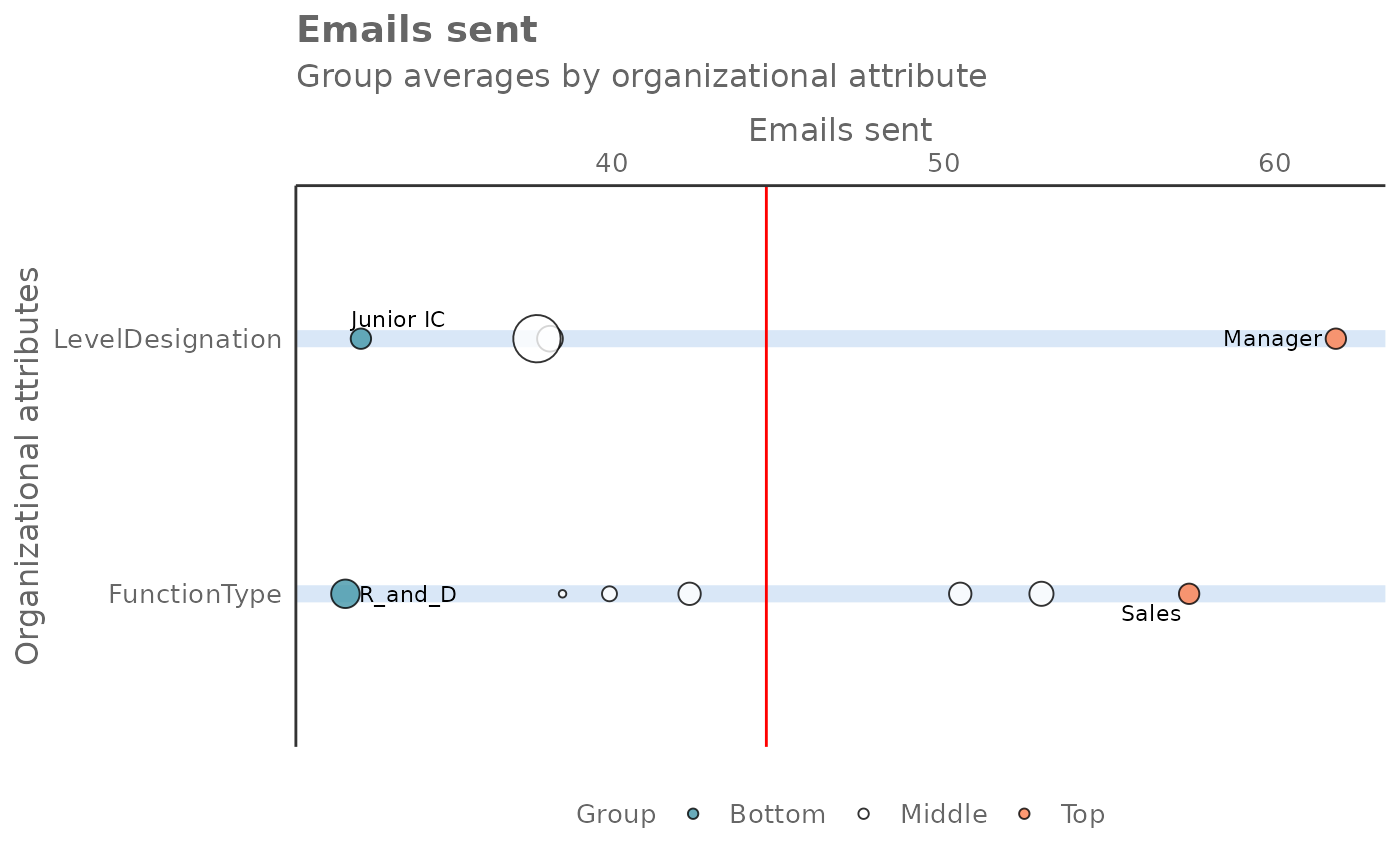 Emails sent
Group averages by organizational attribute
Emails sent
40 50 60
Organizational attributes
LevelDesignation
Junior IC
Manager
FunctionType
R_and_D
Sales
Group Bottom Middle Top